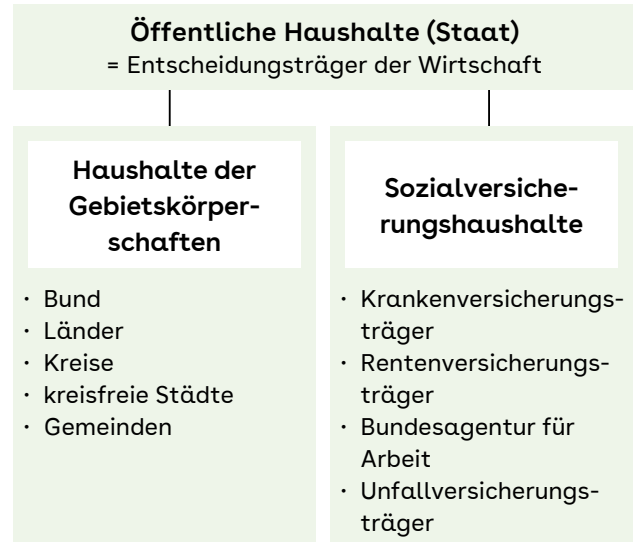 Öffentliche Haushalte (Staat)
= Entscheidungsträger der Wirtschaft
Haushalte der
Gebietskörper-
schaften
· Bund
· Länder
· Kreise
· kreisfreie Städte
· Gemeinden
Sozialversiche-
rungshaushalte
· Krankenversicherungs-
träger
· Rentenversicherungs-
träger
· Bundesagentur für
Arbeit
· Unfallversicherungs-
träger